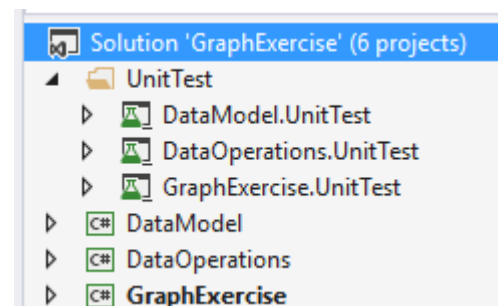 Solution 'GraphExercise' (6 projects)
UnitTest
DataModel.UnitTest
DataOperations.UnitTest
GraphExercise.UnitTest
C# DataModel
C# DataOperations
C# GraphExercise